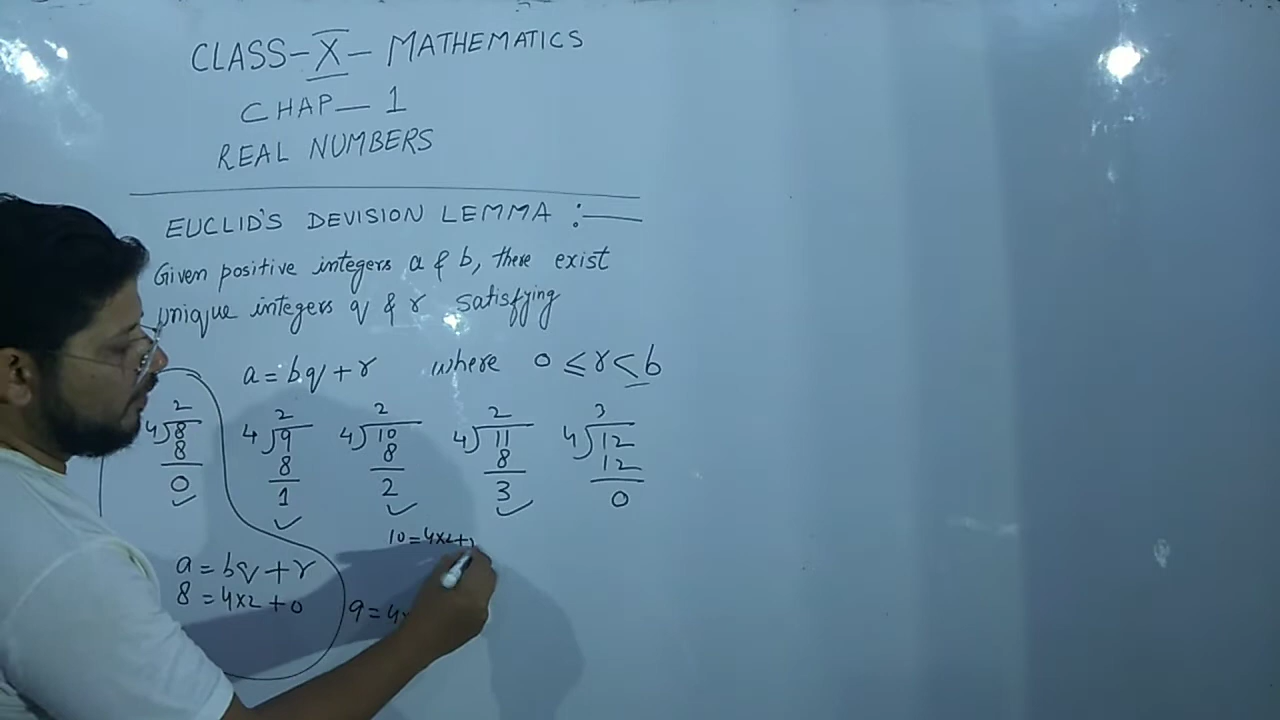 CLASS-X- MATHEMATICS
CHAP- 1
REAL NUMBERS
EUCLID'S DEVISION LEMMA :-
Given positive integers a & b, there exist
unique integers q & r satisfying
a = bq + r where 0 ≤ r < b
2 2 2 2 3
4)8 4)9 4)10 4)11 4)12
8 8 8 8 12
0 1 2 3 0
10=4x2+
a = bq + r
8 = 4x2 + 0
9 = 4x